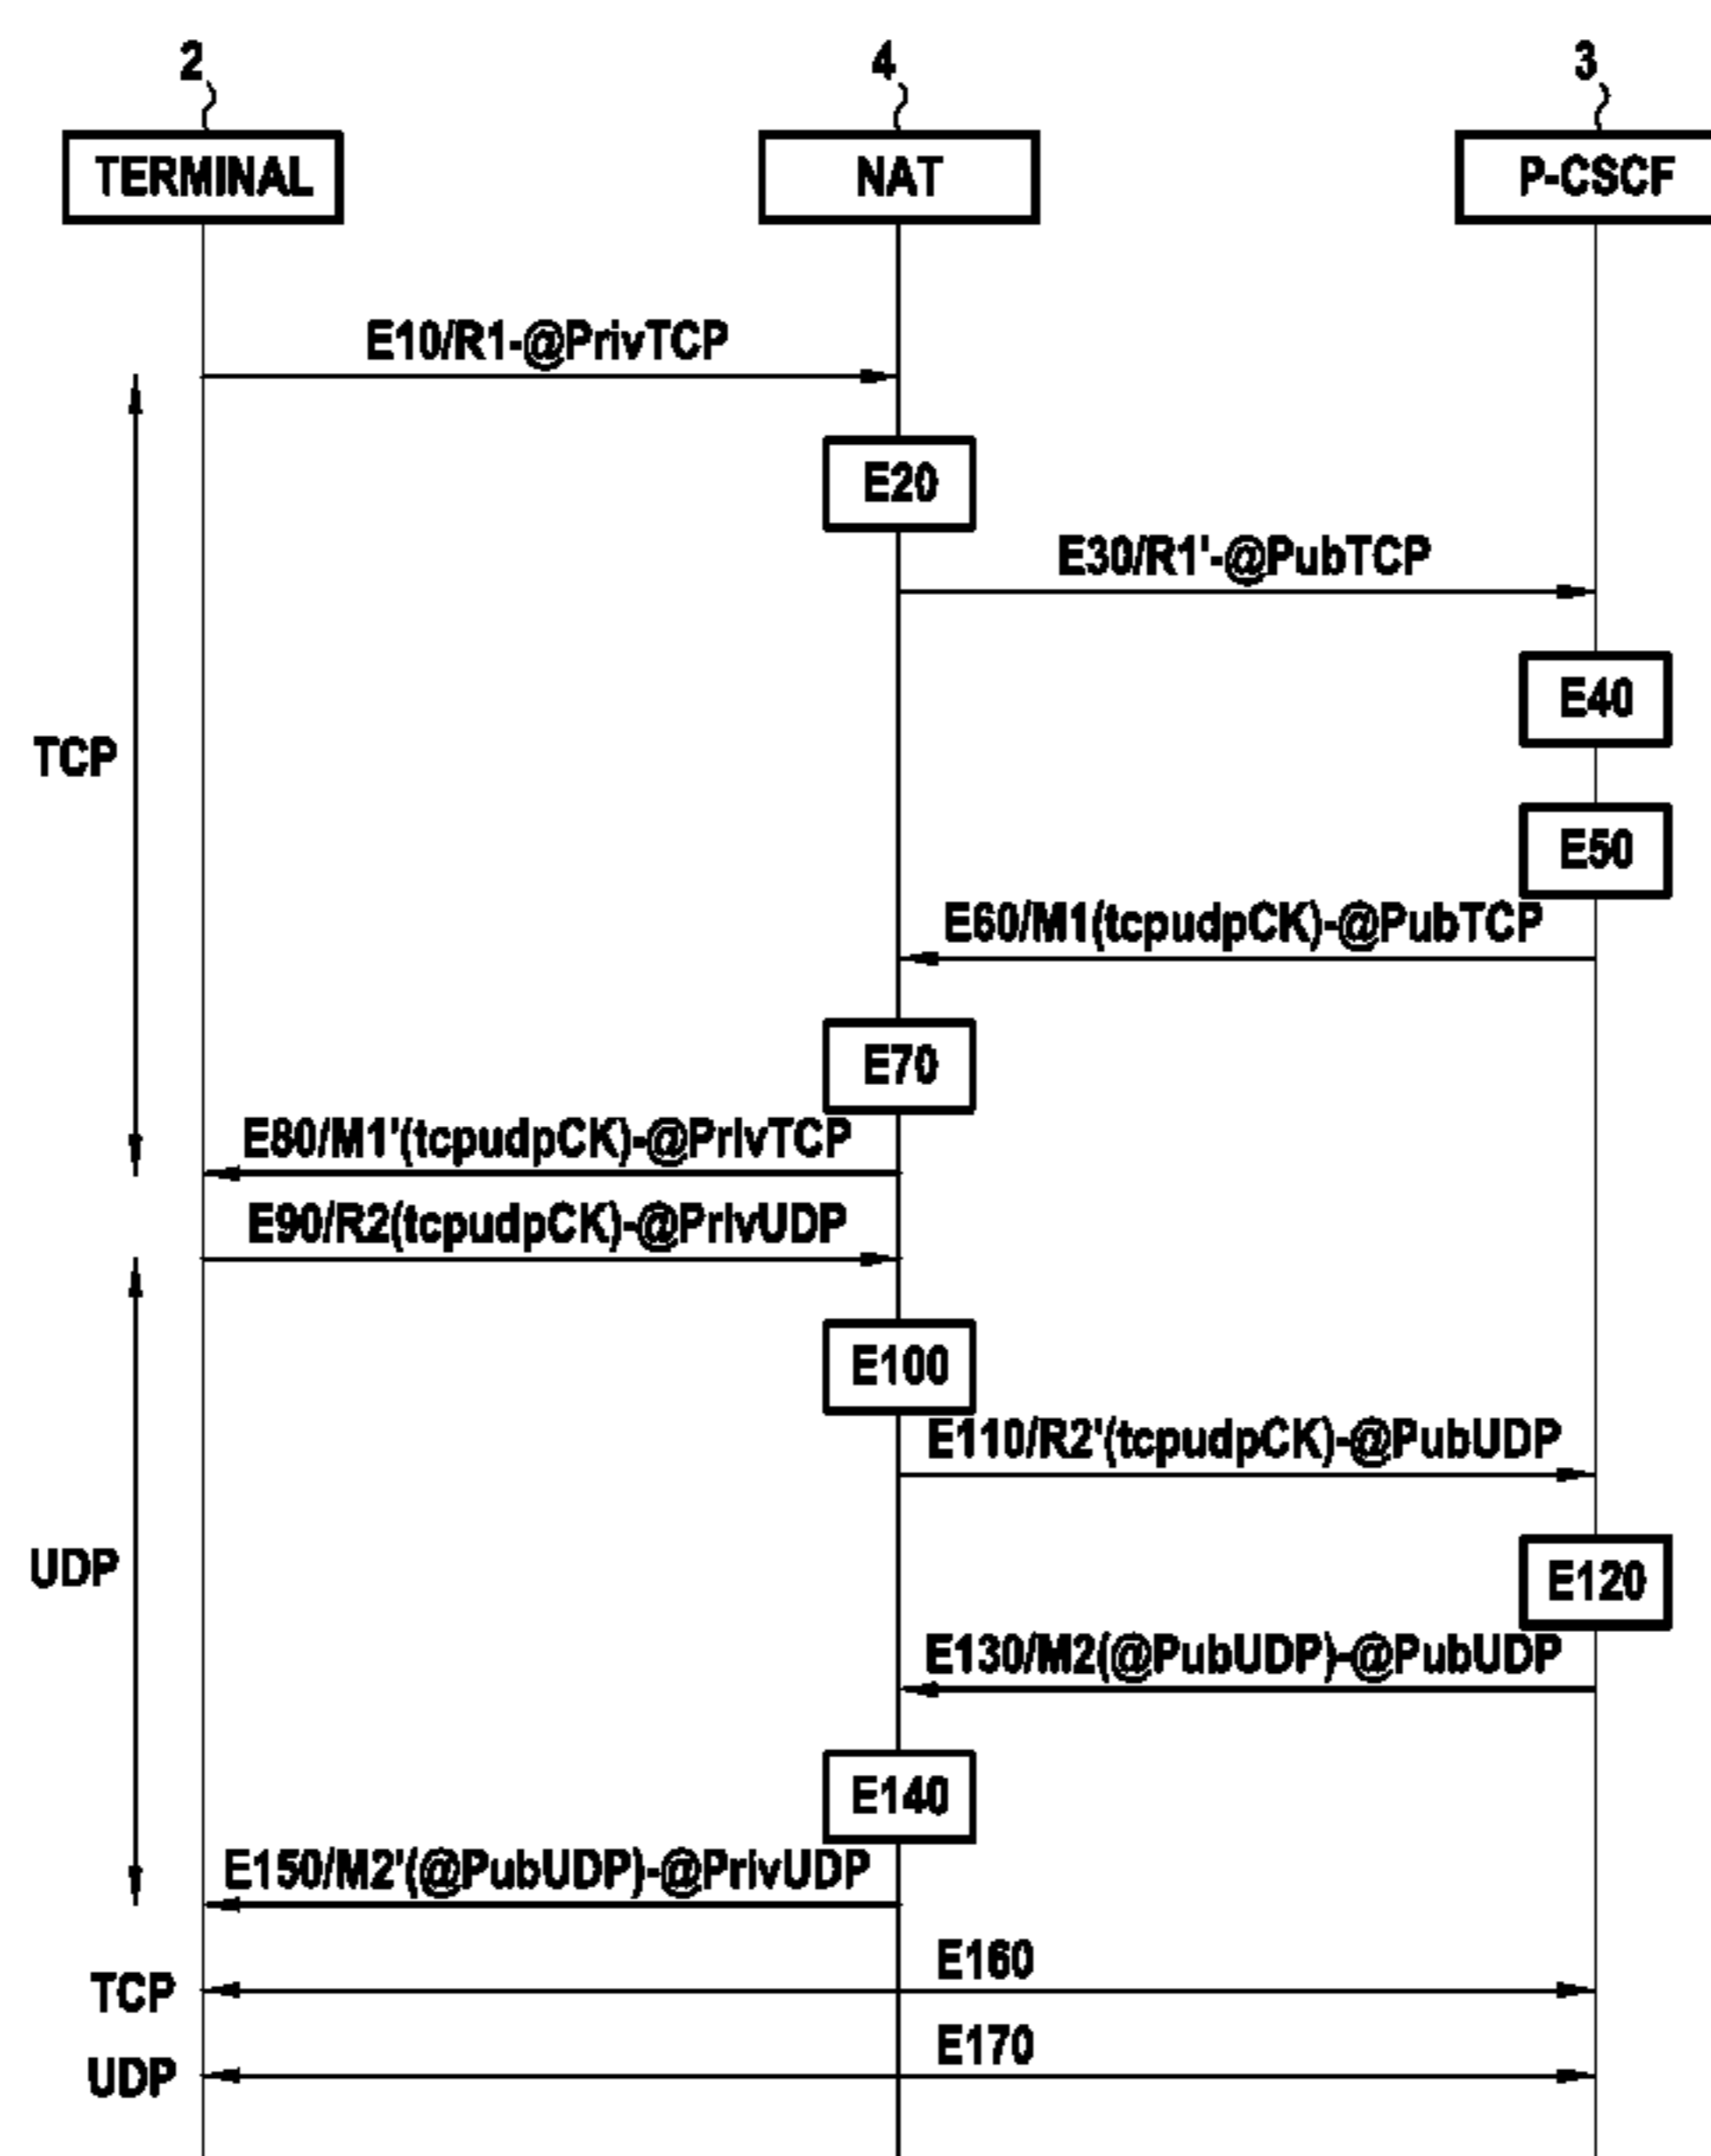 2
4
3
TERMINAL
NAT
P-CSCF
E10/R1-@PrivTCP
E20
E30/R1'-@PubTCP
E40
TCP
E50
E60/M1(tcpudpCK)-@PubTCP
E70
E80/M1'(tcpudpCK)-@PrivTCP
E90/R2(tcpudpCK)-@PrivUDP
E100
E110/R2'(tcpudpCK)-@PubUDP
UDP
E120
E130/M2(@PubUDP)-@PubUDP
E140
E150/M2'(@PubUDP)-@PrivUDP
E160
TCP
E170
UDP